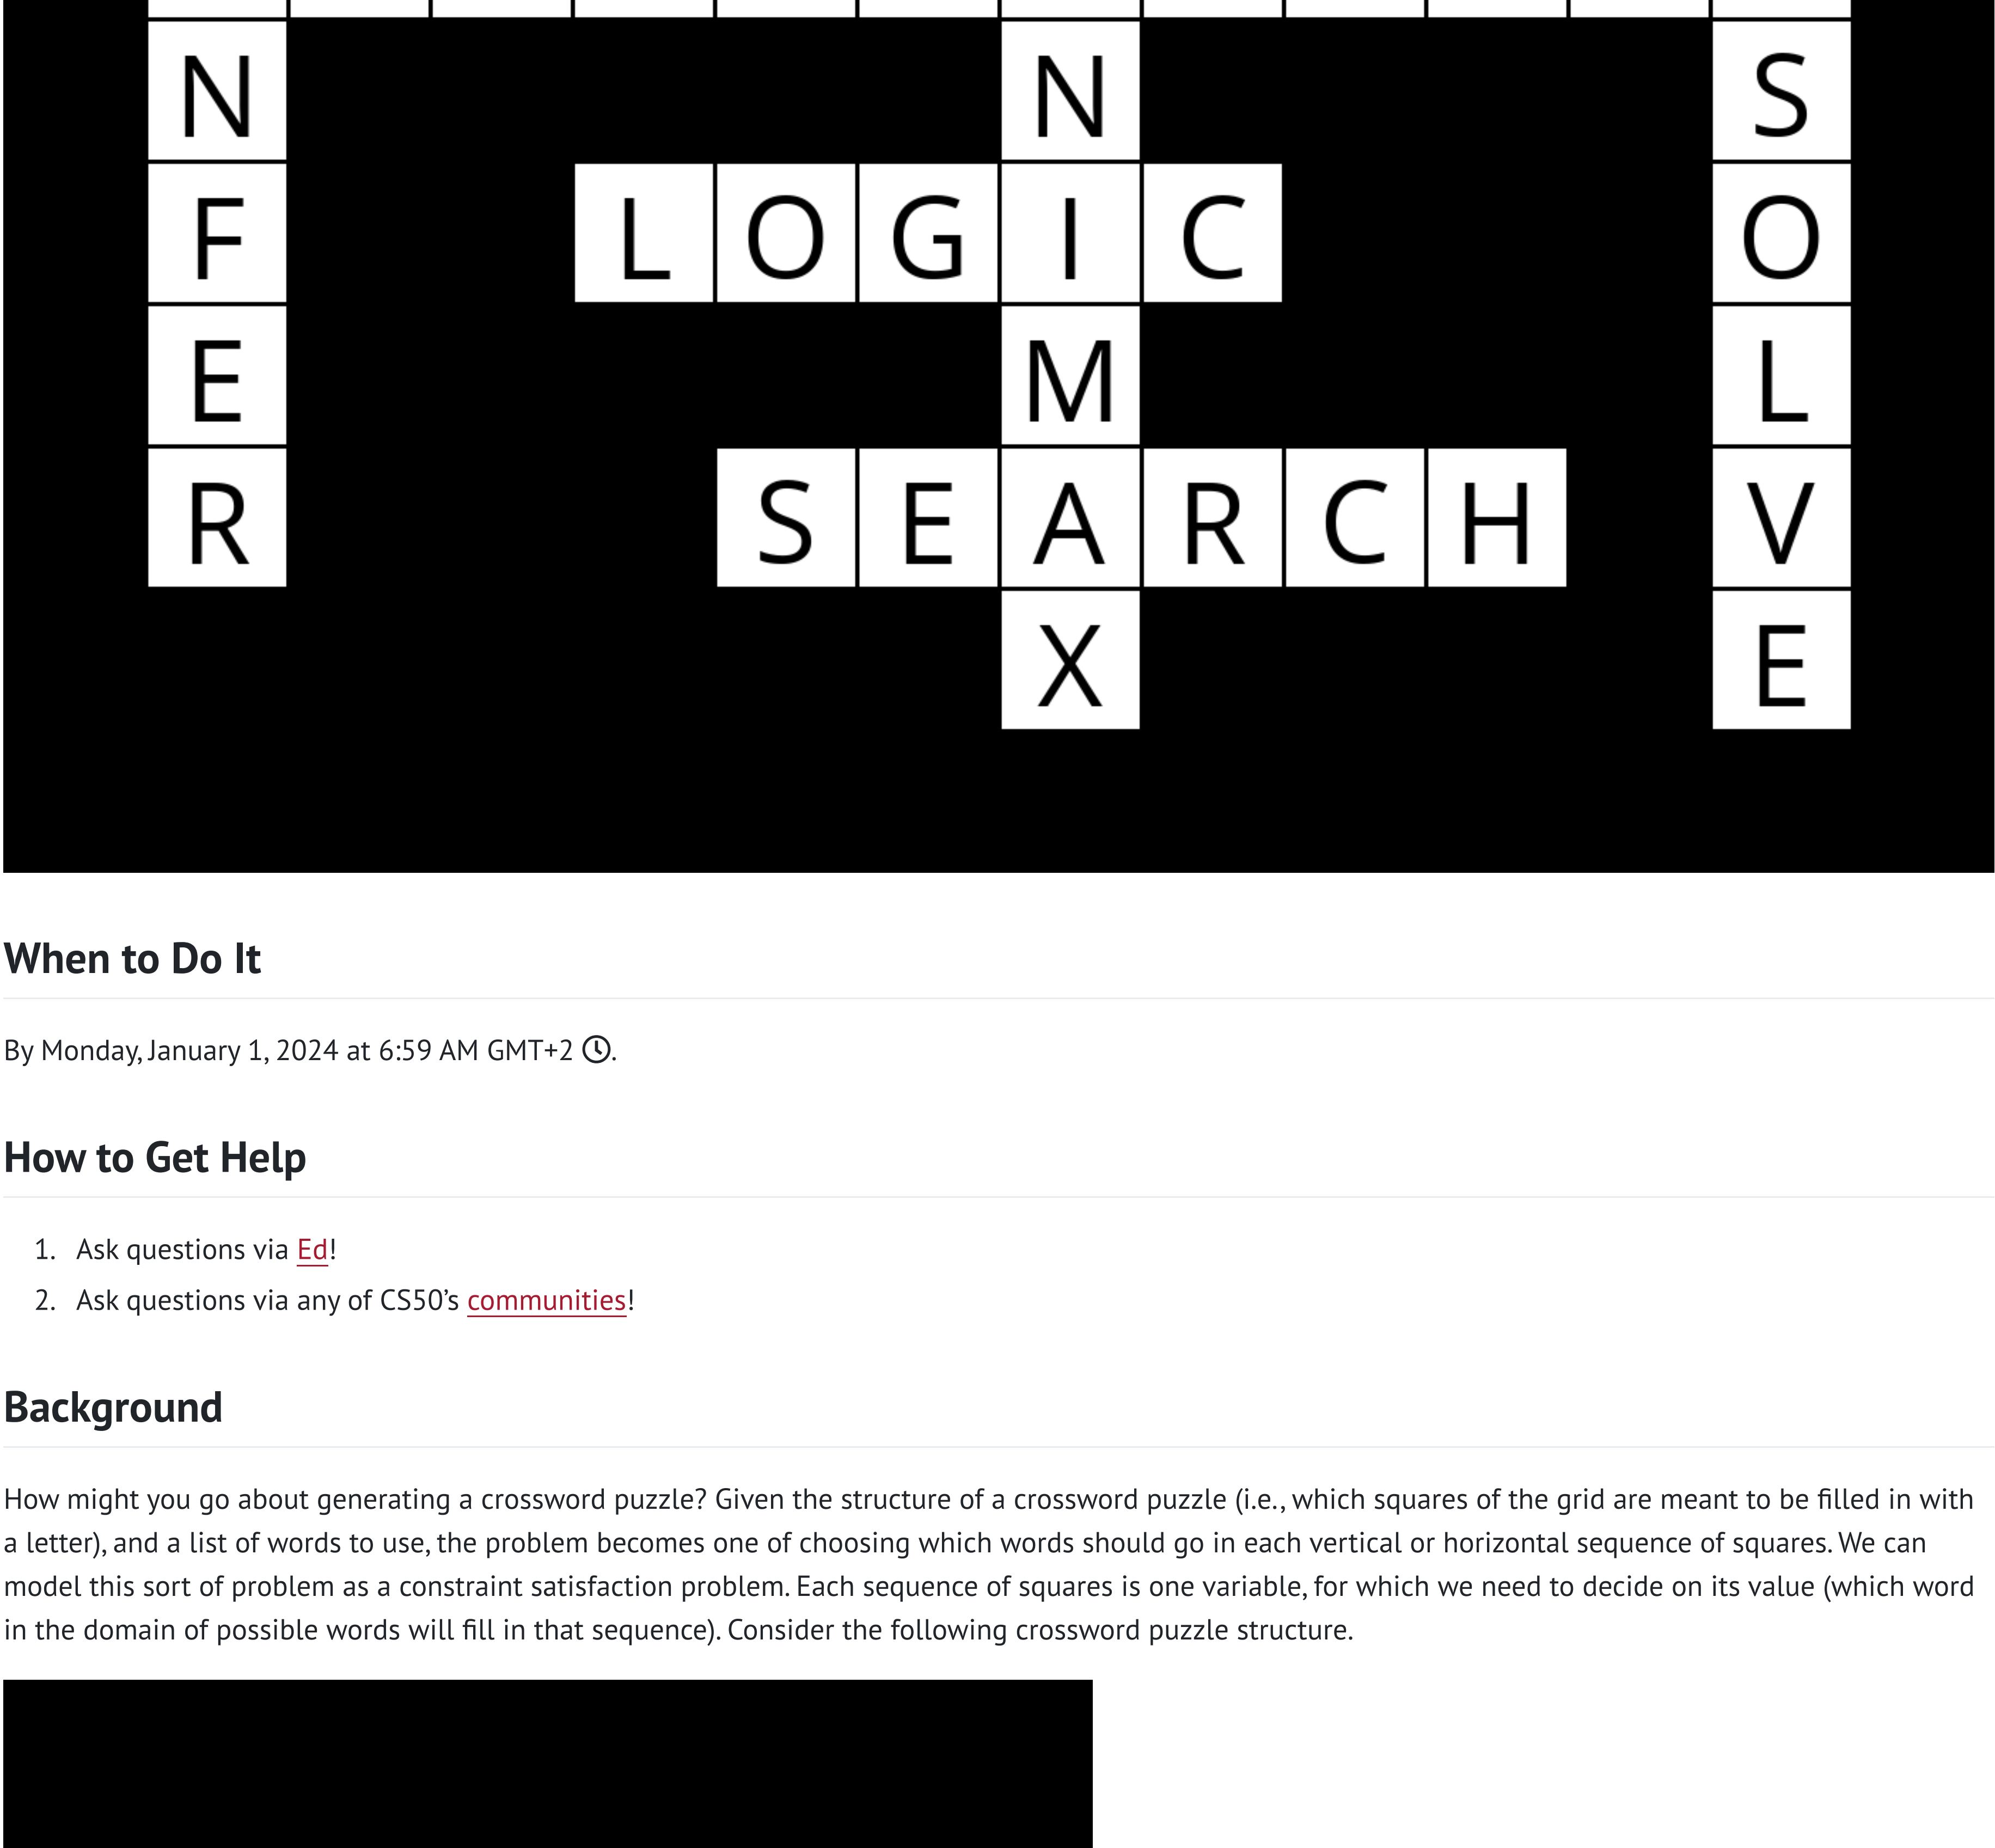 N N S
F L O G I C O
E M L
R S E A R C H V
X E
When to Do It
By Monday, January 1, 2024 at 6:59 AM GMT+2 .
How to Get Help
1. Ask questions via Ed!
2. Ask questions via any of CS50’s communities!
Background
How might you go about generating a crossword puzzle? Given the structure of a crossword puzzle (i.e., which squares of the grid are meant to be filled in with
a letter), and a list of words to use, the problem becomes one of choosing which words should go in each vertical or horizontal sequence of squares. We can
model this sort of problem as a constraint satisfaction problem. Each sequence of squares is one variable, for which we need to decide on its value (which word
in the domain of possible words will fill in that sequence). Consider the following crossword puzzle structure.